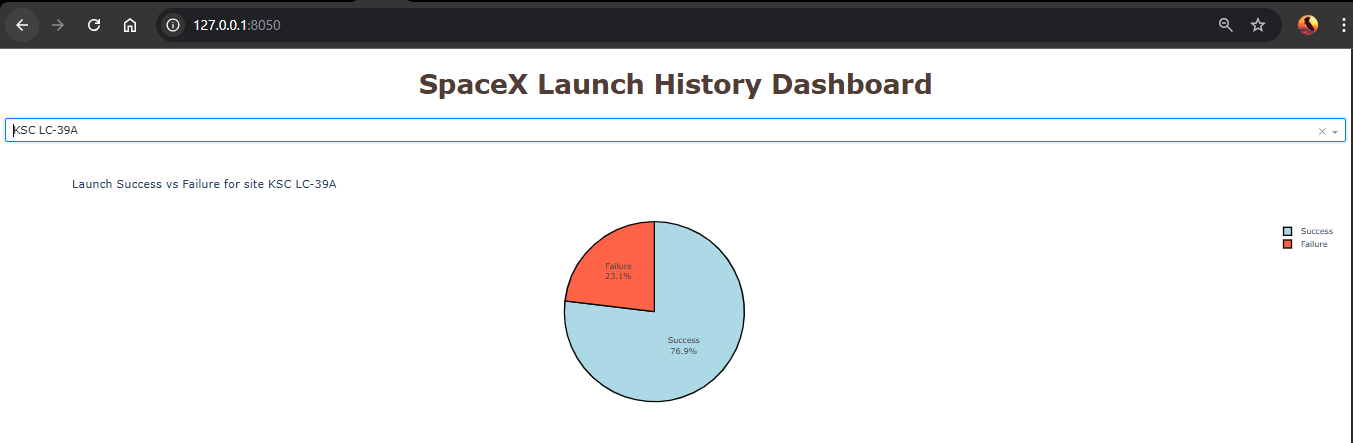 127.0.0.1:8050
SpaceX Launch History Dashboard
KSC LC-39A
Launch Success vs Failure for site KSC LC-39A
Success
Failure
Failure
23.1%
Success
76.9%